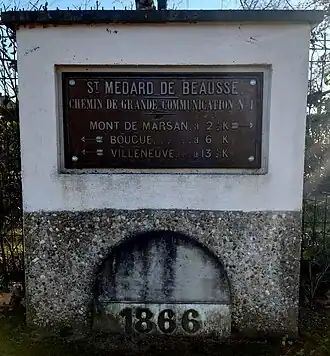 ST MEDARD DE BEAUSSE
CHEMIN DE GRANDE COMMUNICATION N. 1
MONT DE MARSAN. à 2 K
BOUGUE........à 6 K
VILLENEUVE....à 13 K
1866